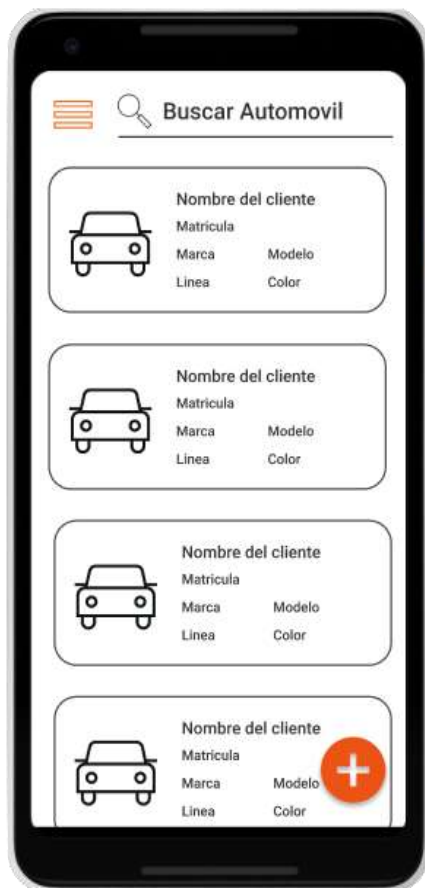 Buscar Automovil
Nombre del cliente
Matricula
Marca Modelo
Linea Color
Nombre del cliente
Matricula
Marca Modelo
Linea Color
Nombre del cliente
Matricula
Marca Modelo
Linea Color
Nombre del cliente
Matricula
Marca Modelo
Linea Color